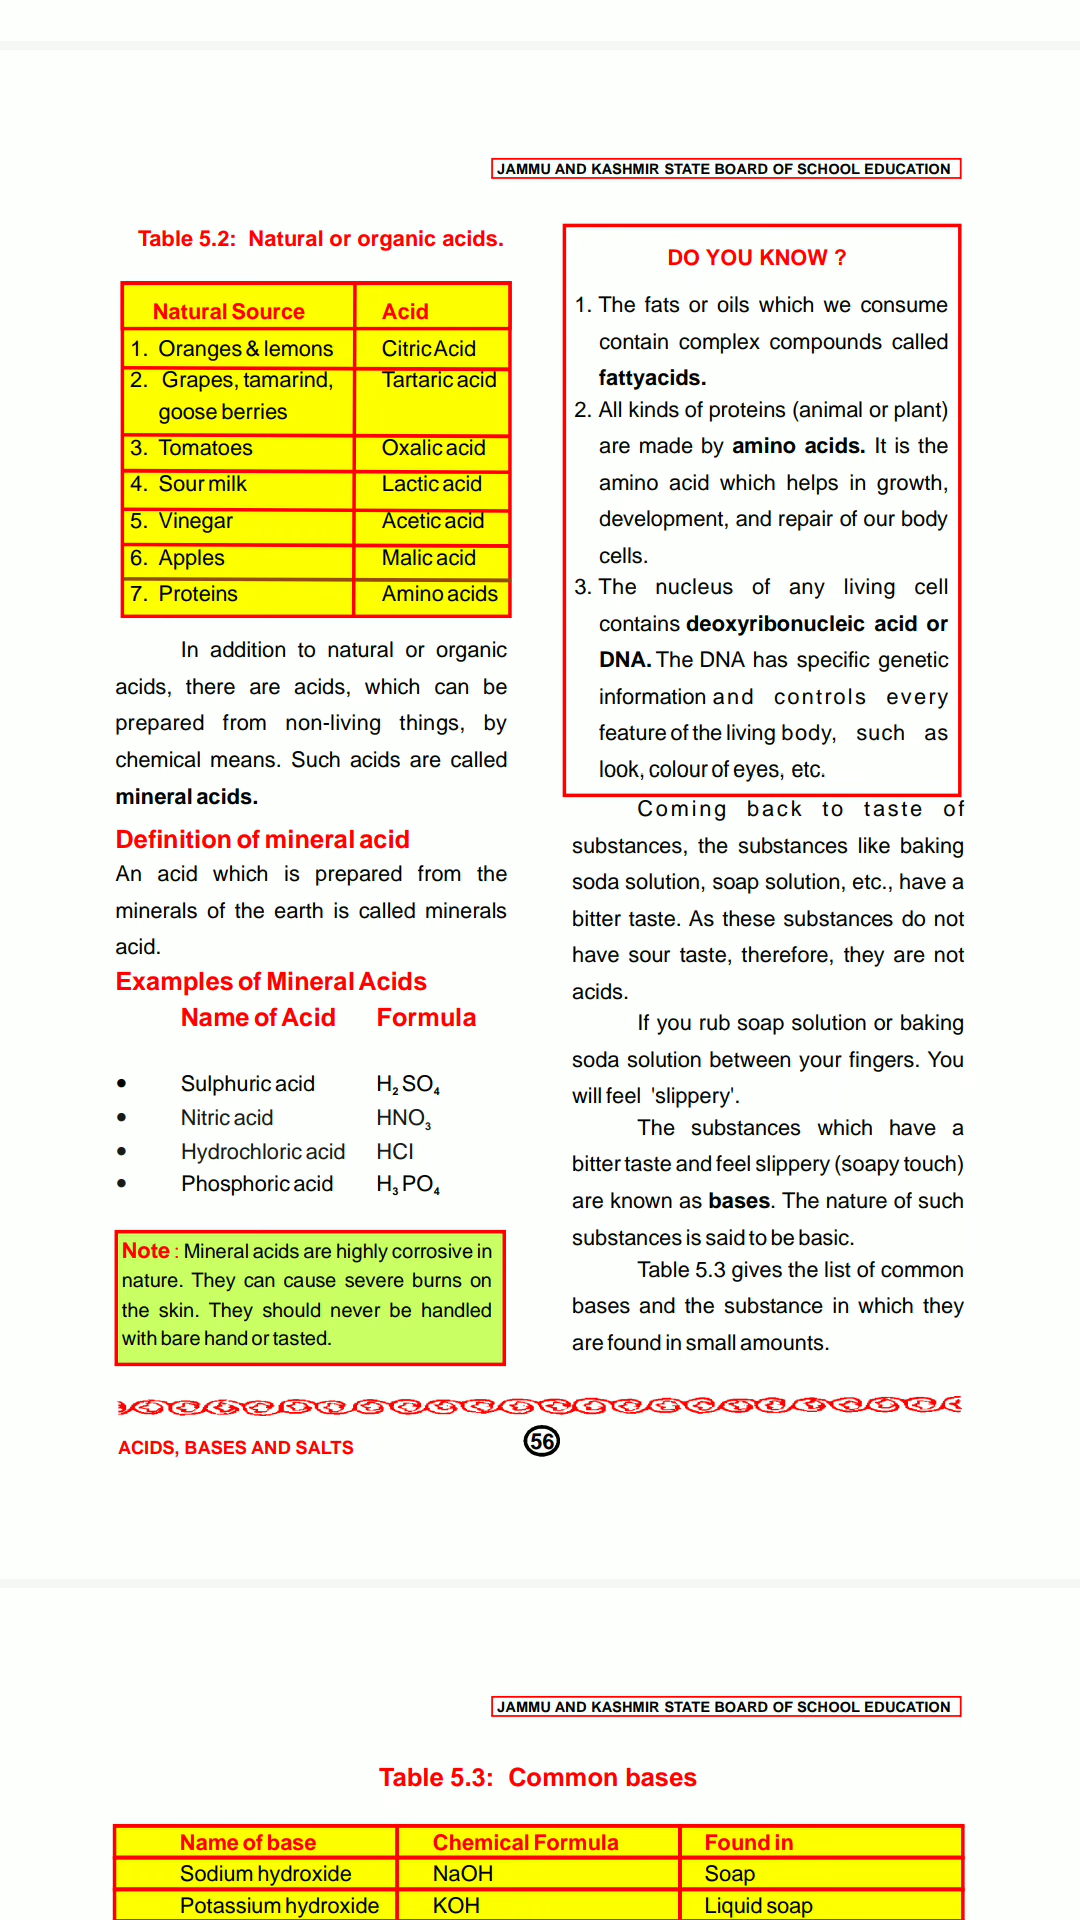 JAMMU AND KASHMIR STATE BOARD OF SCHOOL EDUCATION
Table 5.2: Natural or organic acids.
Natural Source Acid
1. Oranges & lemons Citric Acid
2. Grapes, tamarind, Tartaric acid
goose berries
3. Tomatoes Oxalic acid
4. Sour milk Lactic acid
5. Vinegar Acetic acid
6. Apples Malic acid
7. Proteins Amino acids
In addition to natural or organic
acids, there are acids, which can be
prepared from non-living things, by
chemical means. Such acids are called
mineral acids.
Definition of mineral acid
An acid which is prepared from the
minerals of the earth is called minerals
acid.
Examples of Mineral Acids
Name of Acid Formula
• Sulphuric acid H₂SO₄
• Nitric acid HNO₃
• Hydrochloric acid HCl
• Phosphoric acid H₃PO₄
Note : Mineral acids are highly corrosive in
nature. They can cause severe burns on
the skin. They should never be handled
with bare hand or tasted.
DO YOU KNOW ?
1. The fats or oils which we consume
contain complex compounds called
fattyacids.
2. All kinds of proteins (animal or plant)
are made by amino acids. It is the
amino acid which helps in growth,
development, and repair of our body
cells.
3. The nucleus of any living cell
contains deoxyribonucleic acid or
DNA. The DNA has specific genetic
information and controls every
feature of the living body, such as
look, colour of eyes, etc.
Coming back to taste of
substances, the substances like baking
soda solution, soap solution, etc., have a
bitter taste. As these substances do not
have sour taste, therefore, they are not
acids.
If you rub soap solution or baking
soda solution between your fingers. You
will feel 'slippery'.
The substances which have a
bitter taste and feel slippery (soapy touch)
are known as bases. The nature of such
substances is said to be basic.
Table 5.3 gives the list of common
bases and the substance in which they
are found in small amounts.
ACIDS, BASES AND SALTS
56
JAMMU AND KASHMIR STATE BOARD OF SCHOOL EDUCATION
Table 5.3: Common bases
Name of base Chemical Formula Found in
Sodium hydroxide NaOH Soap
Potassium hydroxide KOH Liquid soap